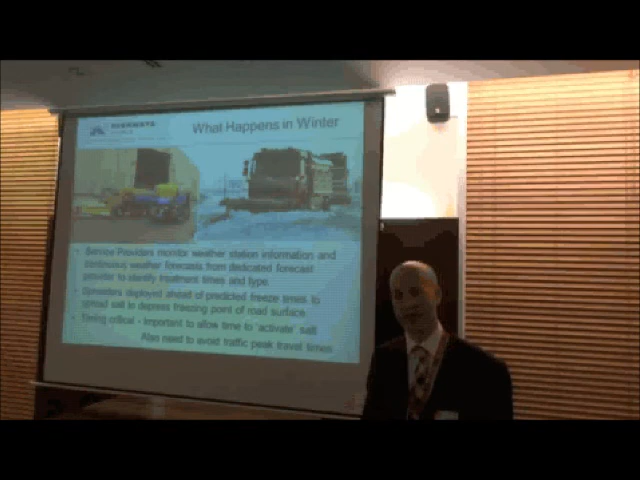 HIGHWAYS
What Happens in Winter
• Service Providers monitor weather station information and
continuous weather forecasts from dedicated forecast
provider to identify treatment times and type
• Spreaders deployed ahead of predicted freeze times to
spread salt to depress freezing point of road surface
• Timing critical - important to allow time to 'activate' salt
Also need to avoid traffic peak travel times